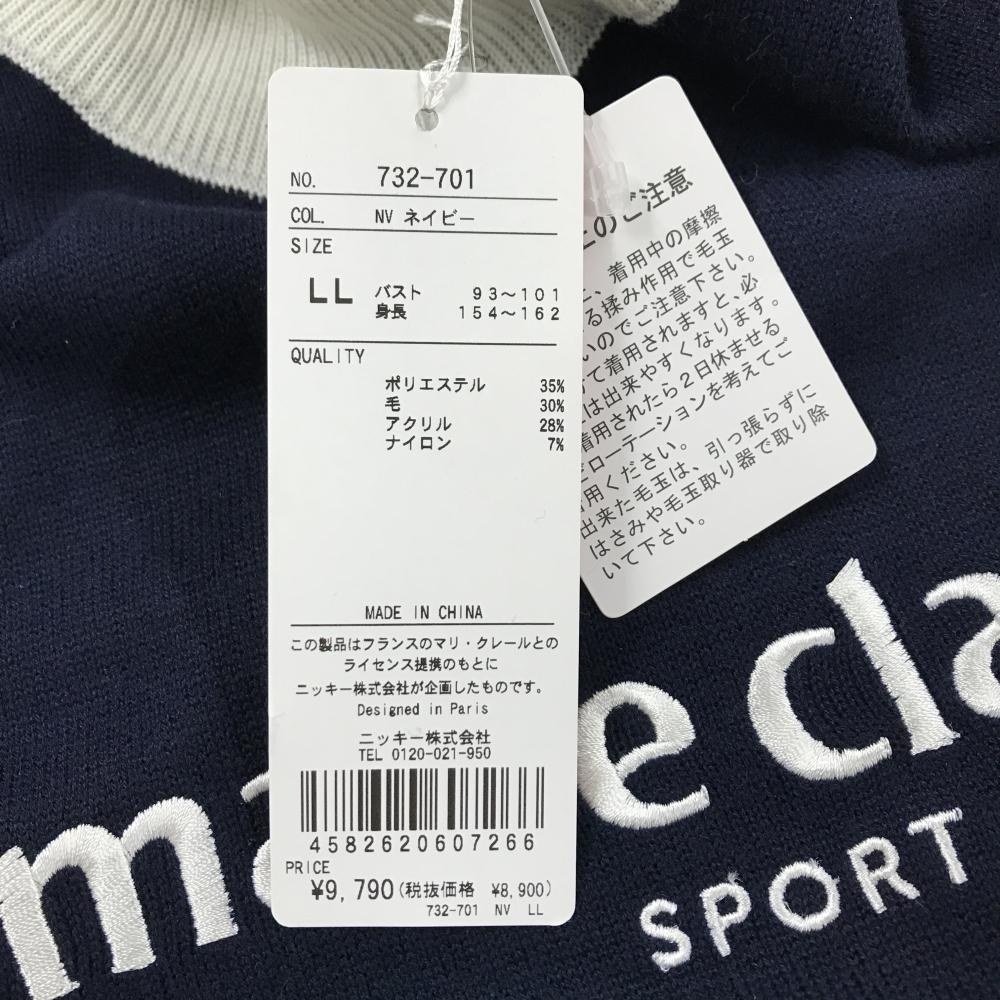 NO. 732-701
COL. NV ネイビー
SIZE
LL バスト 93～101
身長 154～162
QUALITY
ポリエステル 35%
毛 30%
アクリル 28%
ナイロン 7%
MADE IN CHINA
この製品はフランスのマリ・クレールとの
ライセンス提携のもとに
ニッキー株式会社が企画したものです。
Designed in Paris
ニッキー株式会社
TEL 0120-021-950
4582620607266
PRICE
¥9,790(税抜価格 ¥8,900)
732-701 NV LL
のご注意
、着用中の摩擦
る揉み作用で毛玉
いのでご注意下さい。
て着用されますと、必
は出来やすくなります。
着用されたら2日休ませる
ローテーションを考えてご
用ください。
出来た毛玉は、引っ張らずに
はさみや毛玉取り器で取り除
いて下さい。
m e cla
SPORT